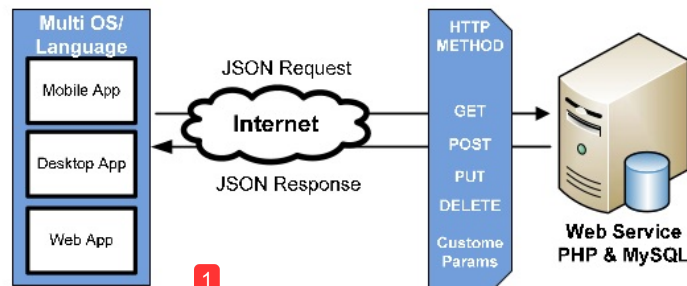 Multi OS/
Language
Mobile App
Desktop App
Web App
JSON Request
Internet
JSON Response
1
HTTP
METHOD
GET
POST
PUT
DELETE
Custome
Params
Web Service
PHP & MySQL